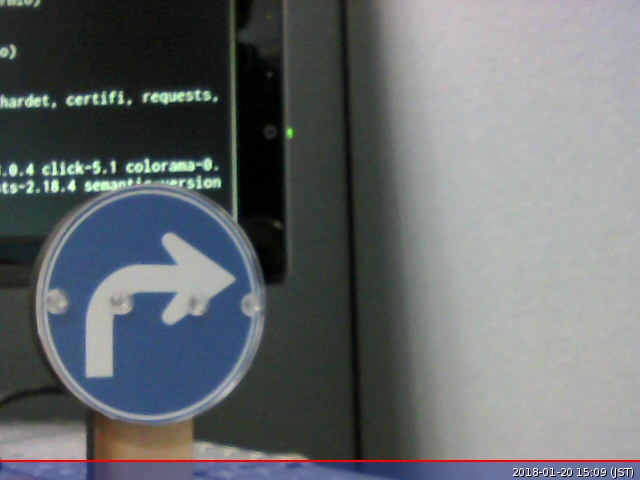 o)
hardet, certifi, requests,
.0.4 click-5.1 colorama-0.
ts-2.18.4 semantic-version
2018-01-20 15:09 (JST)